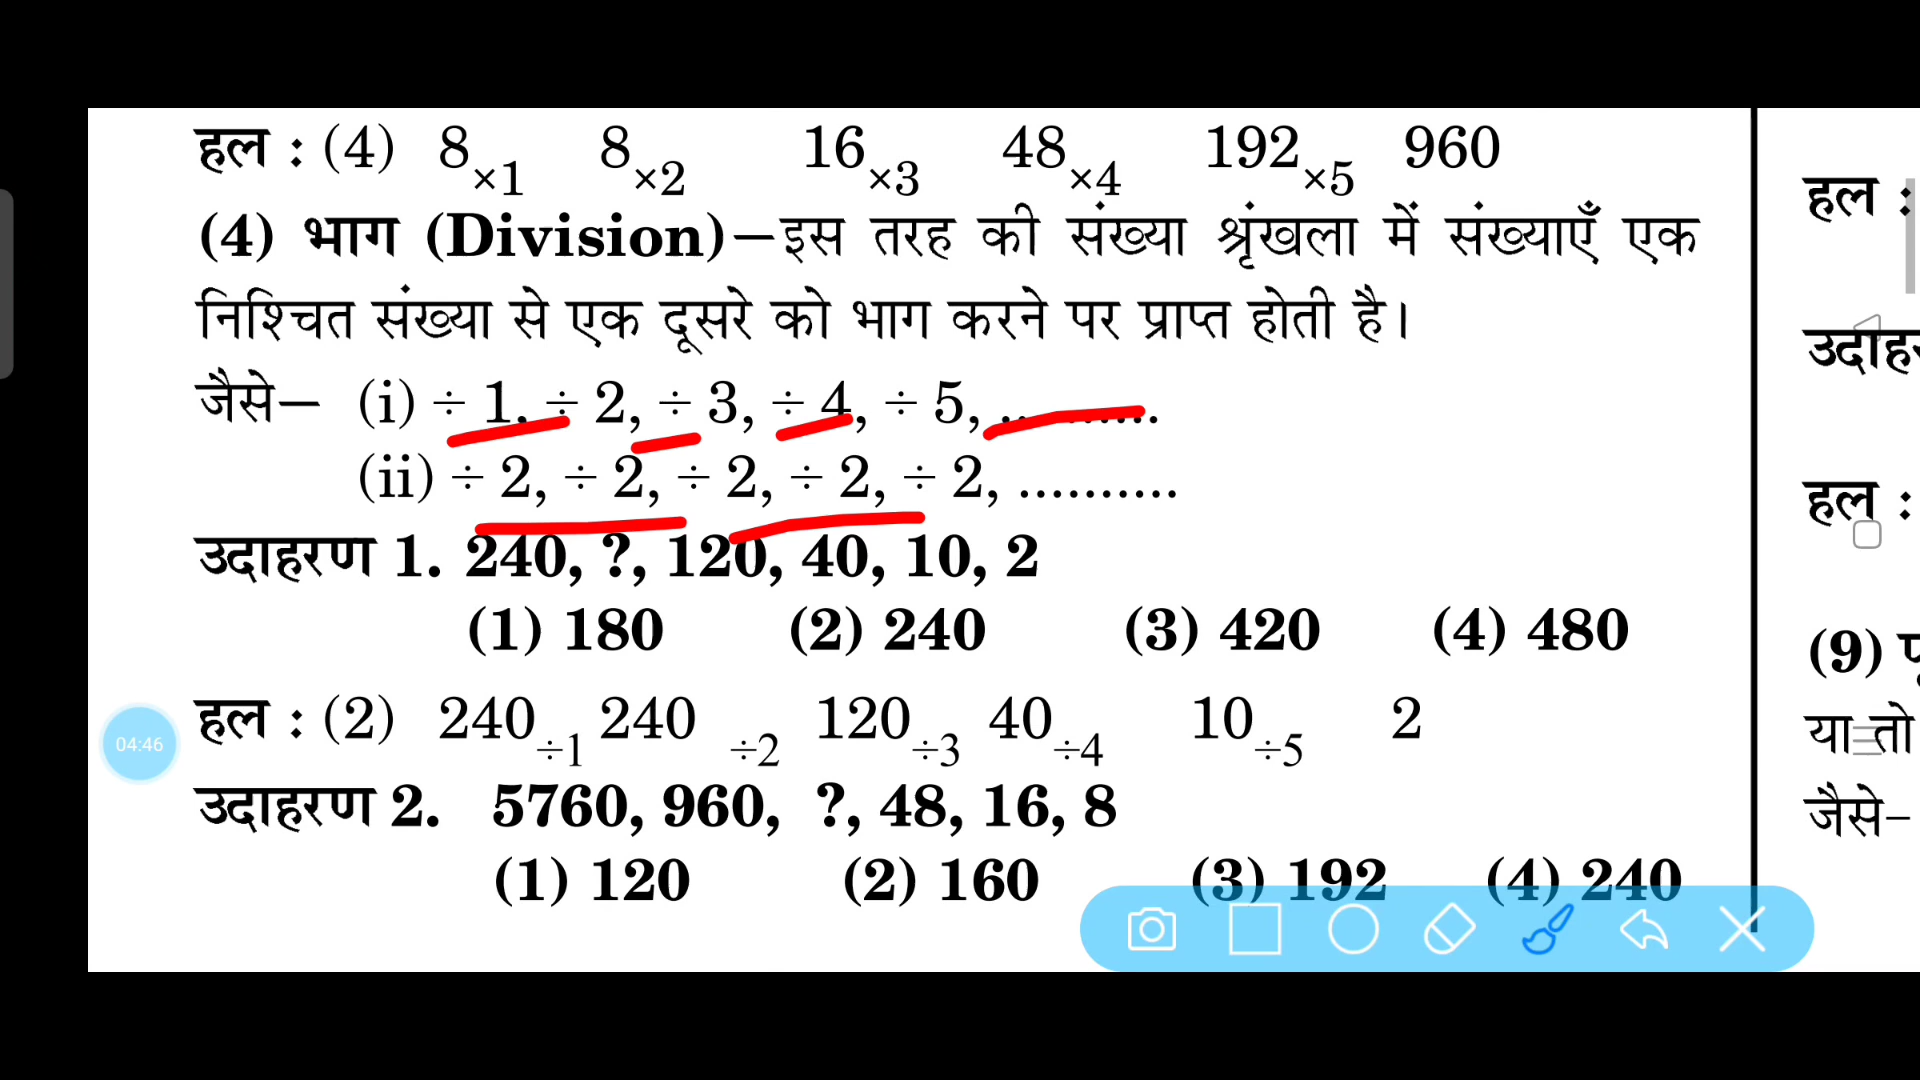 हल : (4) 8×1 8×2 16×3 48×4 192×5 960
(4) भाग (Division)–इस तरह की संख्या श्रृंखला में संख्याएँ एक
निश्चित संख्या से एक दूसरे को भाग करने पर प्राप्त होती है।
जैसे– (i) ÷ 1, ÷ 2, ÷ 3, ÷ 4, ÷ 5, ..........
(ii) ÷ 2, ÷ 2, ÷ 2, ÷ 2, ÷ 2, ..........
उदाहरण 1. 240, ?, 120, 40, 10, 2
(1) 180 (2) 240 (3) 420 (4) 480
हल : (2) 240÷1 240 ÷2 120÷3 40÷4 10÷5 2
उदाहरण 2. 5760, 960, ?, 48, 16, 8
(1) 120 (2) 160 (3) 192 (4) 240
04:46
हल :
हल :
(9)
या तो
जैसे–